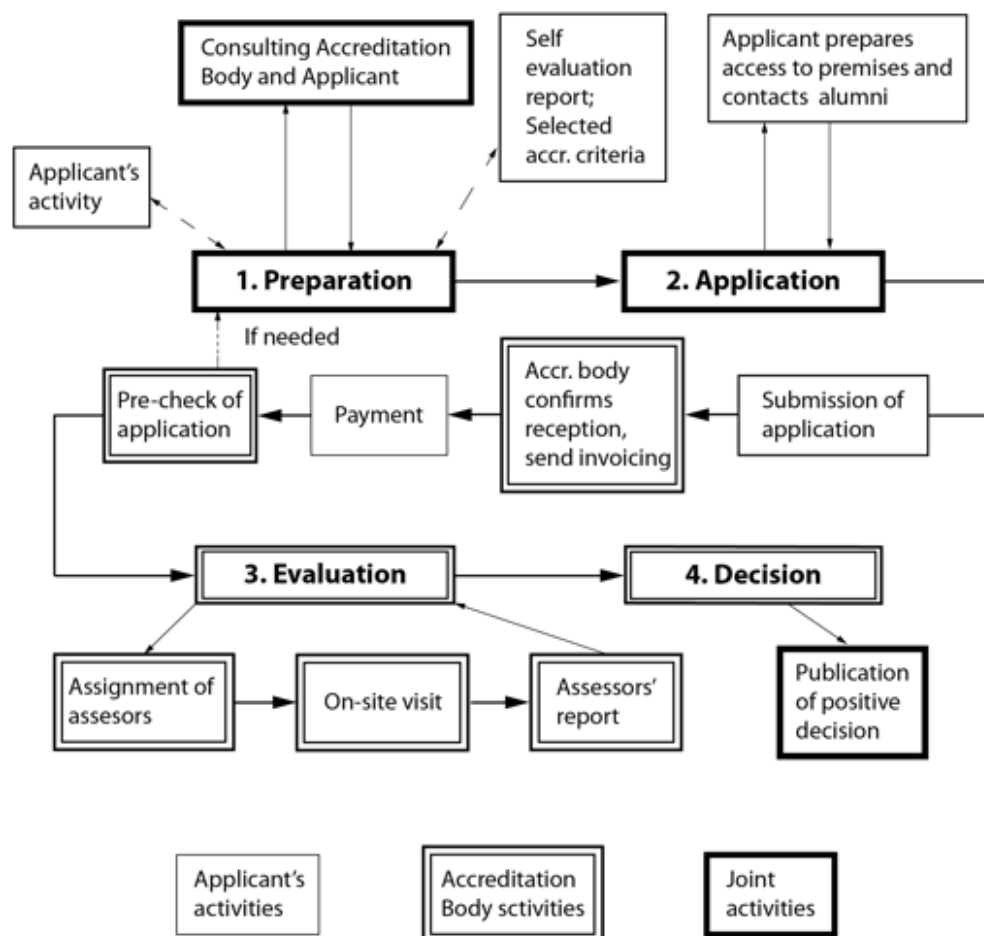 Consulting Accreditation
Body and Applicant
Self
evaluation
report;
Selected
accr. criteria
Applicant prepares
access to premises and
contacts alumni
Applicant's
activity
1. Preparation
2. Application
If needed
Pre-check of
application
Payment
Accr. body
confirms
reception,
send invoicing
Submission of
application
3. Evaluation
4. Decision
Assignment of
assesors
On-site visit
Assessors'
report
Publication
of positive
decision
Applicant's
activities
Accreditation
Body sctivities
Joint
activities